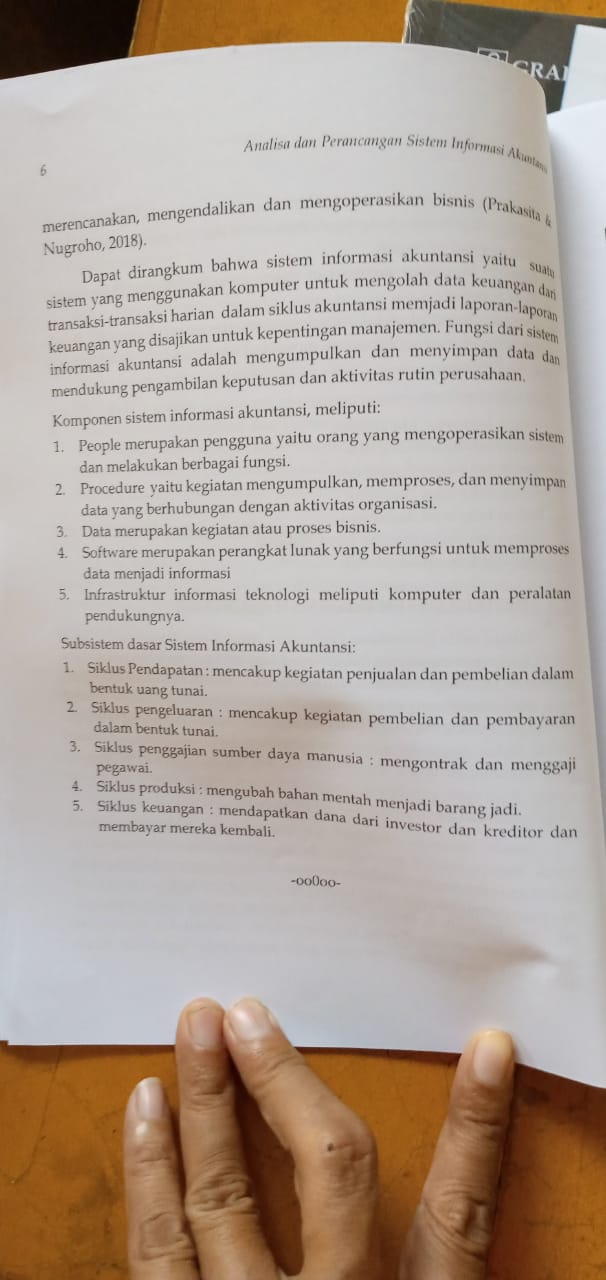 GRA
6
Analisa dan Perancangan Sistem Informasi Akuntansi
merencanakan, mengendalikan dan mengoperasikan bisnis (Prakasita &
Nugroho, 2018).
Dapat dirangkum bahwa sistem informasi akuntansi yaitu suatu
sistem yang menggunakan komputer untuk mengolah data keuangan dari
transaksi-transaksi harian dalam siklus akuntansi memjadi laporan-laporan
keuangan yang disajikan untuk kepentingan manajemen. Fungsi dari sistem
informasi akuntansi adalah mengumpulkan dan menyimpan data dan
mendukung pengambilan keputusan dan aktivitas rutin perusahaan.
Komponen sistem informasi akuntansi, meliputi:
1. People merupakan pengguna yaitu orang yang mengoperasikan sistem
dan melakukan berbagai fungsi.
2. Procedure yaitu kegiatan mengumpulkan, memproses, dan menyimpan
data yang berhubungan dengan aktivitas organisasi.
3. Data merupakan kegiatan atau proses bisnis.
4. Software merupakan perangkat lunak yang berfungsi untuk memproses
data menjadi informasi
5. Infrastruktur informasi teknologi meliputi komputer dan peralatan
pendukungnya.
Subsistem dasar Sistem Informasi Akuntansi:
1. Siklus Pendapatan : mencakup kegiatan penjualan dan pembelian dalam
bentuk uang tunai.
2. Siklus pengeluaran : mencakup kegiatan pembelian dan pembayaran
dalam bentuk tunai.
3. Siklus penggajian sumber daya manusia : mengontrak dan menggaji
pegawai.
4. Siklus produksi : mengubah bahan mentah menjadi barang jadi.
5. Siklus keuangan : mendapatkan dana dari investor dan kreditor dan
membayar mereka kembali.
-oo0oo-